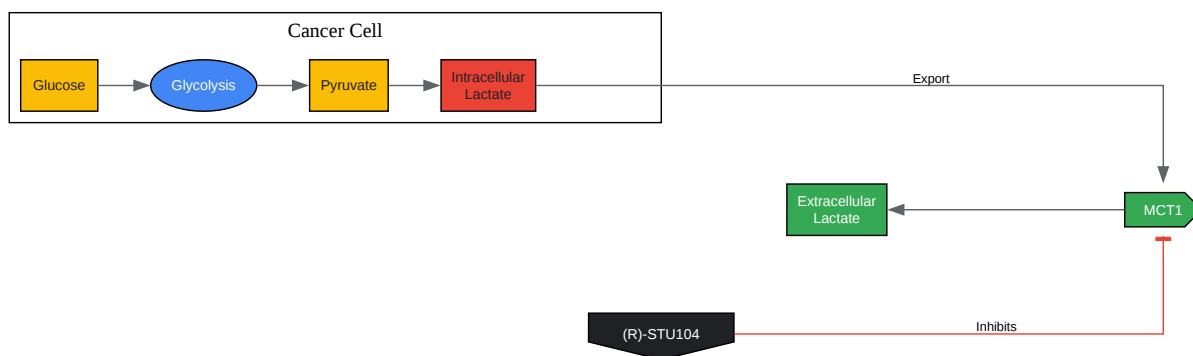 Cancer Cell
Glucose
Glycolysis
Pyruvate
Intracellular
Lactate
Export
Extracellular
Lactate
MCT1
(R)-STU104
Inhibits